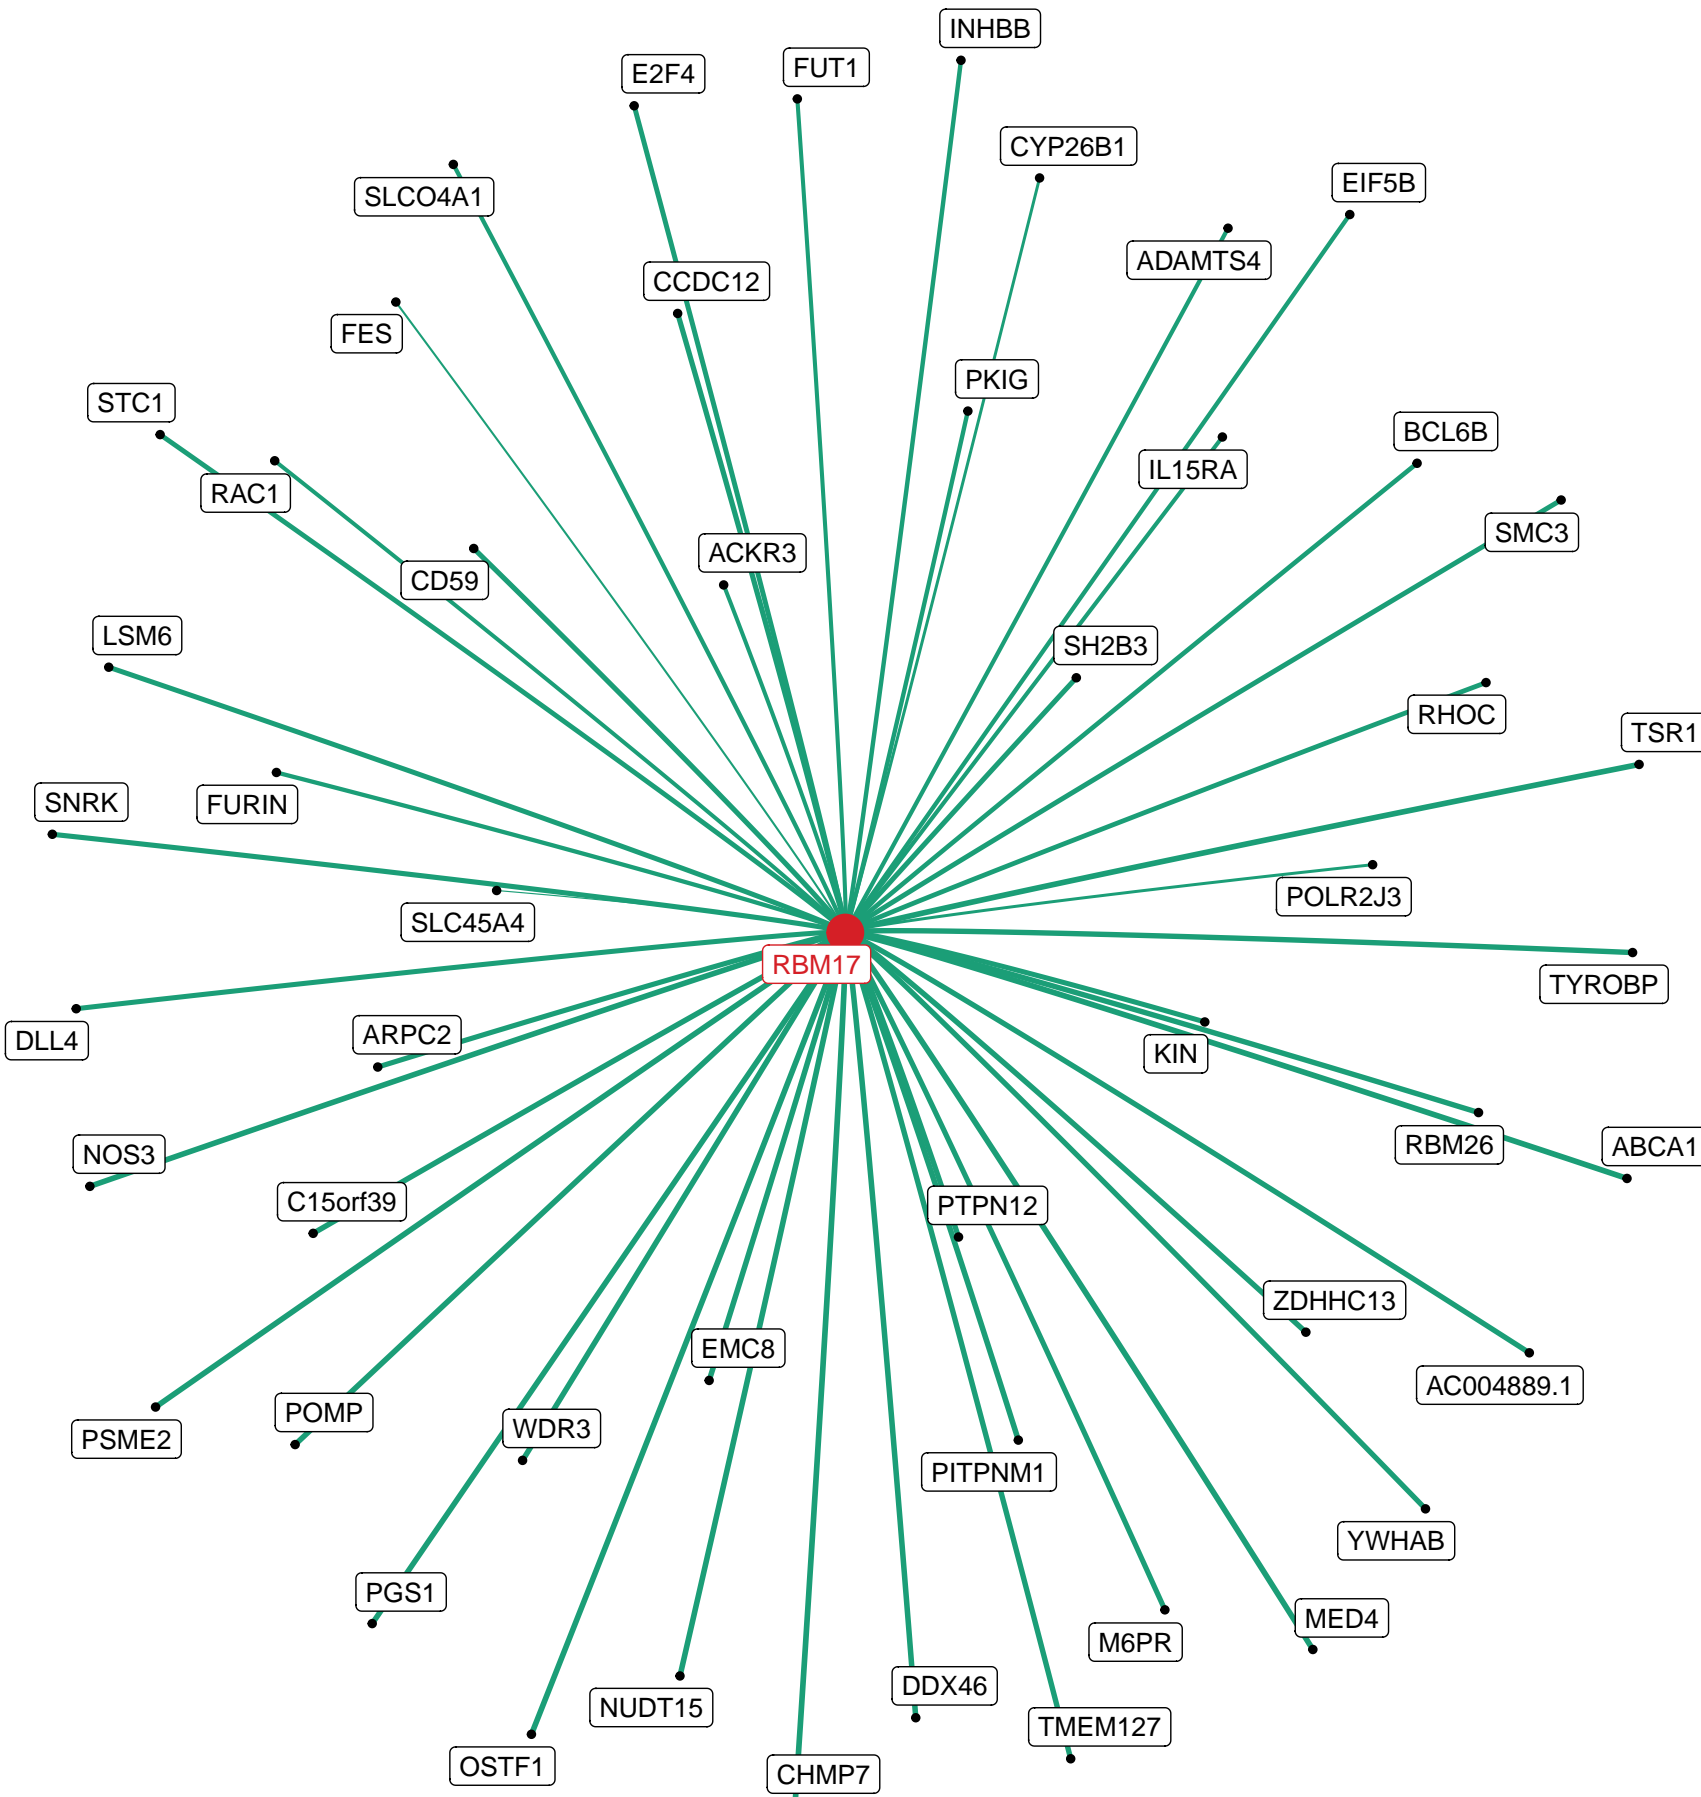 INHBB
FUT1
E2F4
CYP26B1
EIF5B
SLCO4A1
ADAMTS4
CCDC12
FES
PKIG
STC1
BCL6B
IL15RA
RAC1
SMC3
ACKR3
CD59
LSM6
SH2B3
RHOC
TSR1
SNRK
FURIN
POLR2J3
SLC45A4
RBM17
TYROBP
ARPC2
DLL4
KIN
ABCA1
RBM26
NOS3
C15orf39
PTPN12
ZDHHC13
EMC8
AC004889.1
POMP
WDR3
PSME2
PITPNM1
YWHAB
PGS1
MED4
M6PR
DDX46
NUDT15
TMEM127
OSTF1
CHMP7